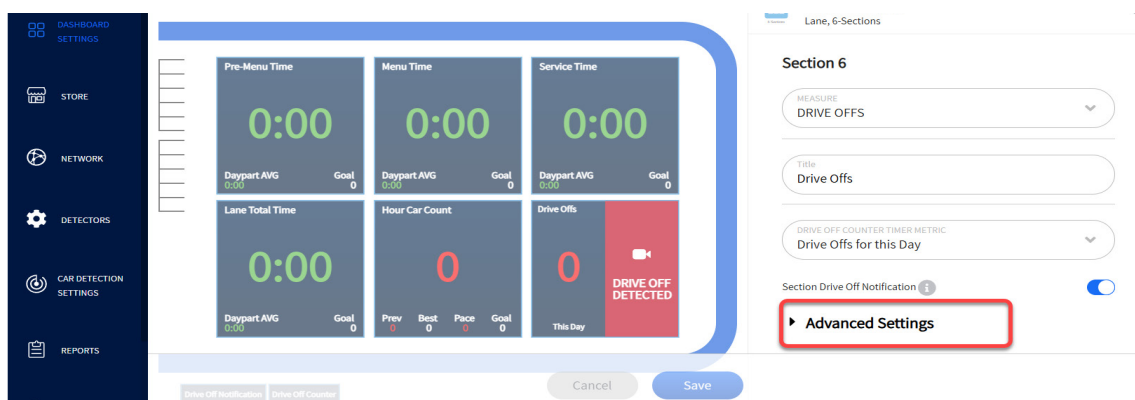 DASHBOARD
SETTINGS
STORE
NETWORK
DETECTORS
CAR DETECTION
SETTINGS
REPORTS
Pre-Menu Time
0:00
Daypart AVG Goal
0:00 0
Menu Time
0:00
Daypart AVG Goal
0:00 0
Service Time
0:00
Daypart AVG Goal
0:00 0
Lane Total Time
0:00
Daypart AVG Goal
0:00 0
Hour Car Count
0
Prev Best Pace Goal
0 0 0 0
Drive Offs
0
This Day
DRIVE OFF
DETECTED
Drive Off Notification Drive Off Counter
Cancel Save
Lane, 6-Sections
Section 6
MEASURE
DRIVE OFFS
Title
Drive Offs
DRIVE OFF COUNTER TIMER METRIC
Drive Offs for this Day
Section Drive Off Notification i
Advanced Settings